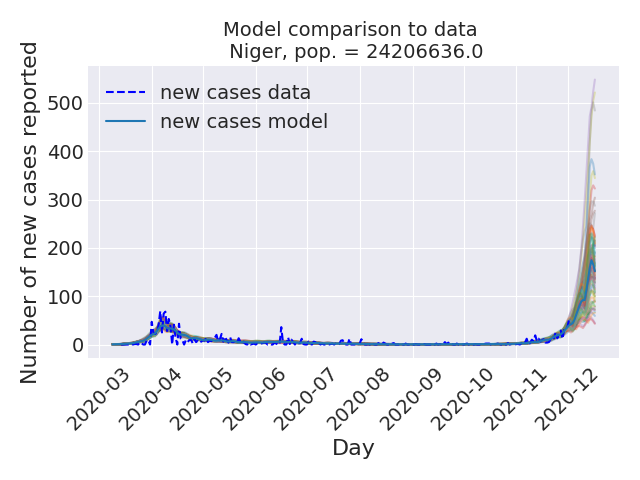 Model comparison to data
Niger, pop. = 24206636.0
Number of new cases reported
500
400
300
200
100
0
new cases data
new cases model
2020-03
2020-04
2020-05
2020-06
2020-07
2020-08
2020-09
2020-10
2020-11
2020-12
Day